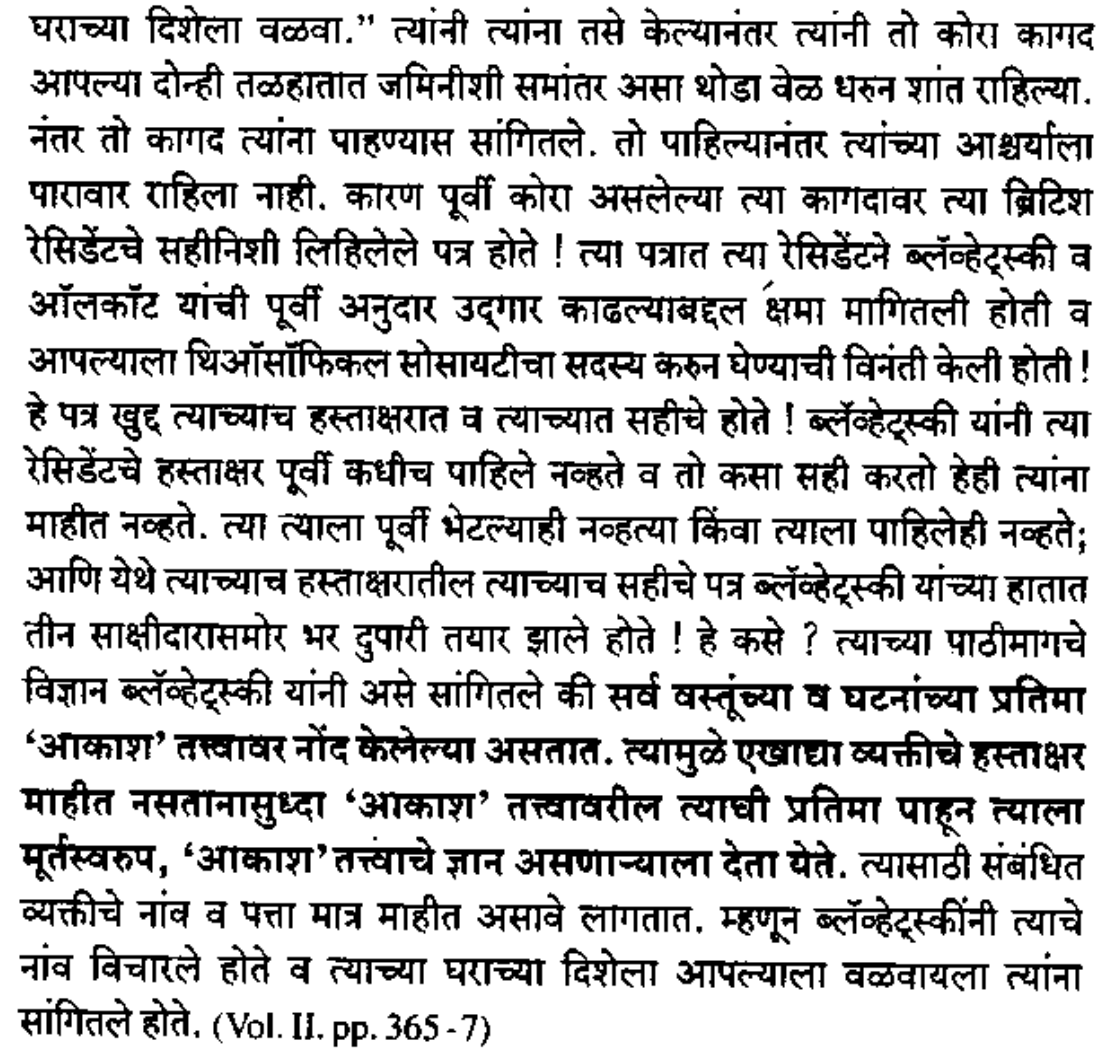 घराच्या दिशेला वळवा.” त्यांनी त्यांना तसे केल्यानंतर त्यांनी तो कोरा कागद
आपल्या दोन्ही तळहातात जमिनीशी समांतर असा थोडा वेळ धरुन शांत राहिल्या.
नंतर तो कागद त्यांना पाहण्यास सांगितले. तो पाहिल्यानंतर त्यांच्या आश्चर्याला
पारावार राहिला नाही. कारण पूर्वी कोरा असलेल्या त्या कागदावर त्या ब्रिटिश
रेसिडेंटचे सहीनिशी लिहिलेले पत्र होते ! त्या पत्रात त्या रेसिडेंटने ब्लॅव्हेट्स्की व
ऑलकॉट यांची पूर्वी अनुदार उद्‌गार काढल्याबद्दल क्षमा मागितली होती व
आपल्याला थिऑसॉफिकल सोसायटीचा सदस्य करुन घेण्याची विनंती केली होती !
हे पत्र खुद्द त्याच्याच हस्ताक्षरात व त्याच्यात सहीचे होते ! ब्लॅव्हेट्स्की यांनी त्या
रेसिडेंटचे हस्ताक्षर पूर्वी कधीच पाहिले नव्हते व तो कसा सही करतो हेही त्यांना
माहीत नव्हते. त्या त्याला पूर्वी भेटल्याही नव्हत्या किंवा त्याला पाहिलेही नव्हते;
आणि येथे त्याच्याच हस्ताक्षरातील त्याच्याच सहीचे पत्र ब्लॅव्हेट्स्की यांच्या हातात
तीन साक्षीदारासमोर भर दुपारी तयार झाले होते ! हे कसे ? त्याच्या पाठीमागचे
विज्ञान ब्लॅव्हेट्स्की यांनी असे सांगितले की सर्व वस्तूंच्या व घटनांच्या प्रतिमा
‘आकाश’ तत्त्वावर नोंद केलेल्या असतात. त्यामुळे एखाद्या व्यक्तीचे हस्ताक्षर
माहीत नसतानासुध्दा ‘आकाश’ तत्त्वावरील त्याची प्रतिमा पाहून त्याला
मूर्तस्वरुप, ‘आकाश’ तत्त्वाचे ज्ञान असणाऱ्याला देता येते. त्यासाठी संबंधित
व्यक्तीचे नांव व पत्ता मात्र माहीत असावे लागतात. म्हणून ब्लॅव्हेट्स्कींनी त्याचे
नांव विचारले होते व त्याच्या घराच्या दिशेला आपल्याला वळवायला त्यांना
सांगितले होते. (Vol. II. pp. 365-7)